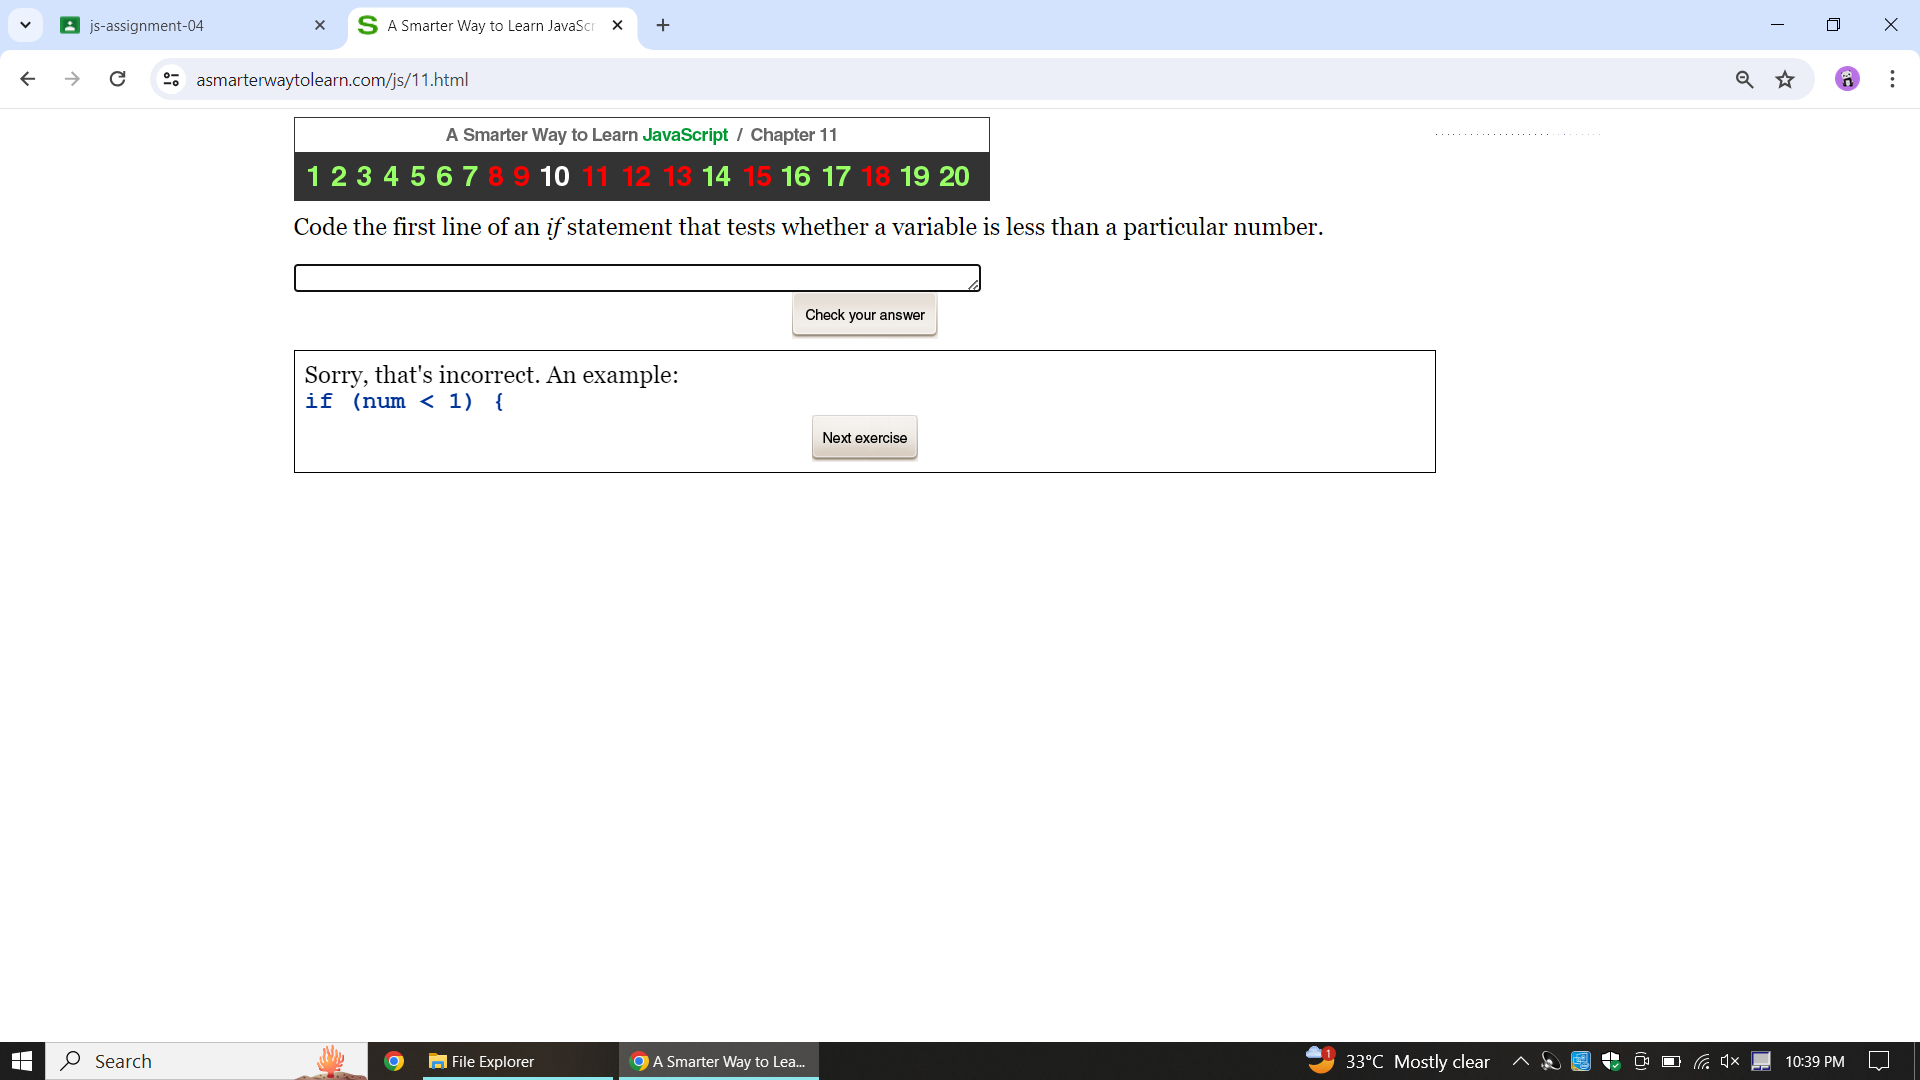 js-assignment-04
A Smarter Way to Learn JavaScr
asmarterwaytolearn.com/js/11.html
A Smarter Way to Learn JavaScript / Chapter 11
1 2 3 4 5 6 7 8 9 10 11 12 13 14 15 16 17 18 19 20
Code the first line of an if statement that tests whether a variable is less than a particular number.
Check your answer
Sorry, that's incorrect. An example:
if (num < 1) {
Next exercise
Search
File Explorer
A Smarter Way to Lea...
1
33°C Mostly clear
10:39 PM